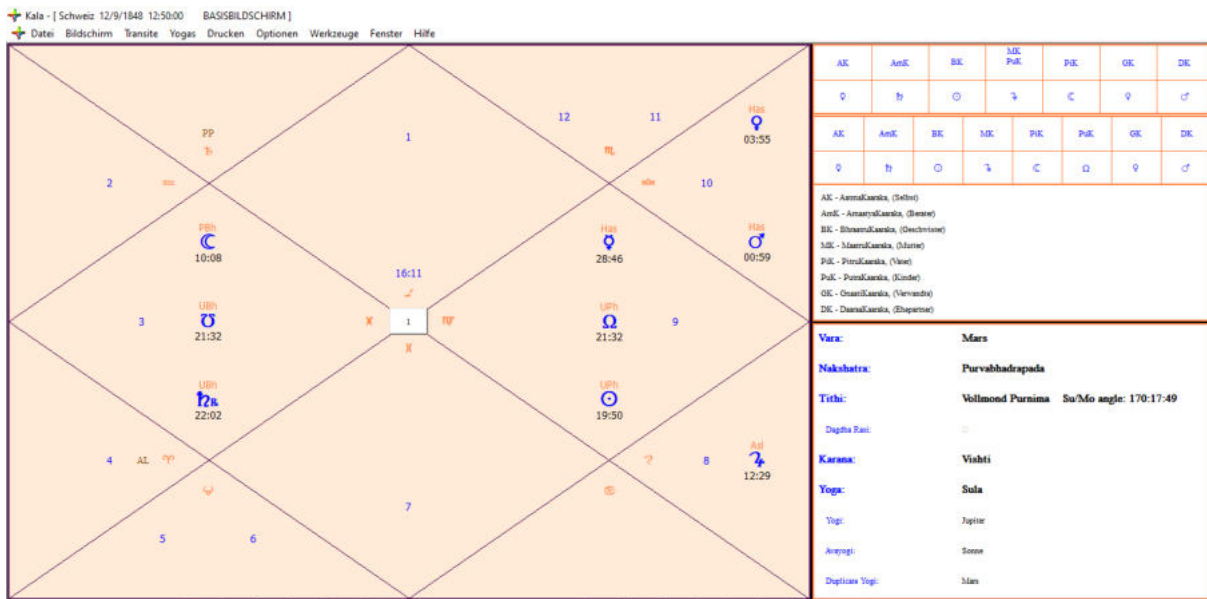 Kala - [ Schweiz 12/9/1848 12:50:00 BASISBILDSCHIRM ]
Datei Bildschirm Transite Yogas Drucken Optionen Werkzeuge Fenster Hilfe
PP
1
12
11
Has
♀
03:55
♑
♏
2
♒
♎
10
PBh
☾
10:08
Has
☿
28:46
Has
♂
00:59
16:11
♐
3
UBh
☋
21:32
♓
1
♍
UPh
☊
21:32
9
♓
UBh
♄R
22:02
UPh
☉
19:50
4
AL
♈
♌
8
Asl
♃
12:29
♉
♋
7
5
6
AK AmK BK MK PuK PiK GK DK
☿ ♄ ☉ ♃ ☾ ♀ ♂
AK AmK BK MK PiK PuK GK DK
☿ ♄ ☉ ♃ ☾ ☊ ♀ ♂
AK - AatmaKaaraka, (Selbst)
AmK - AmaatyaKaaraka, (Berater)
BK - BhraatruKaaraka, (Geschwister)
MK - MaatruKaaraka, (Mutter)
PiK - PitruKaaraka, (Vater)
PuK - PutraKaaraka, (Kinder)
GK - GnaatiKaaraka, (Verwandte)
DK - DaaraKaaraka, (Ehepartner)
Vara: Mars
Nakshatra: Purvabhadrapada
Tithi: Vollmond Purnima Su/Mo angle: 170:17:49
Dagdha Rasi:
Karana: Vishti
Yoga: Sula
Yogi: Jupiter
Avayogi: Sonne
Duplicate Yogi: Mars